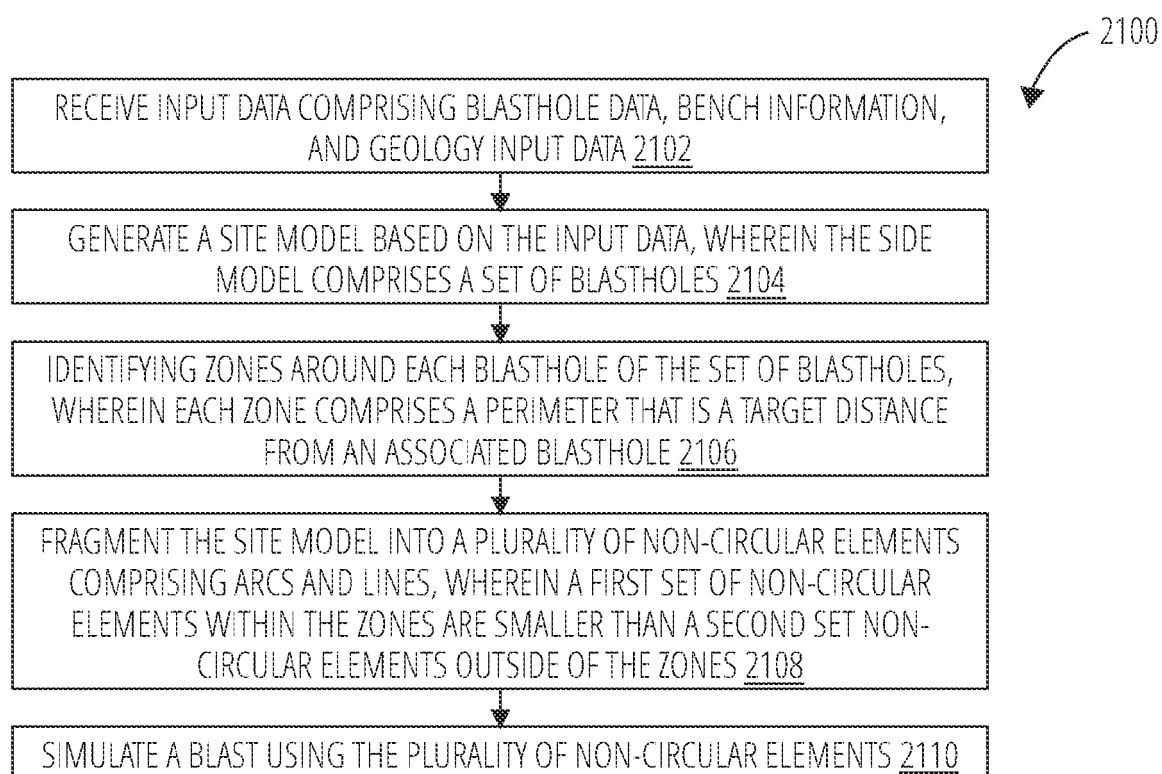 2100
RECEIVE INPUT DATA COMPRISING BLASTHOLE DATA, BENCH INFORMATION,
AND GEOLOGY INPUT DATA 2102
GENERATE A SITE MODEL BASED ON THE INPUT DATA, WHEREIN THE SIDE
MODEL COMPRISES A SET OF BLASTHOLES 2104
IDENTIFYING ZONES AROUND EACH BLASTHOLE OF THE SET OF BLASTHOLES,
WHEREIN EACH ZONE COMPRISES A PERIMETER THAT IS A TARGET DISTANCE
FROM AN ASSOCIATED BLASTHOLE 2106
FRAGMENT THE SITE MODEL INTO A PLURALITY OF NON-CIRCULAR ELEMENTS
COMPRISING ARCS AND LINES, WHEREIN A FIRST SET OF NON-CIRCULAR
ELEMENTS WITHIN THE ZONES ARE SMALLER THAN A SECOND SET NON-
CIRCULAR ELEMENTS OUTSIDE OF THE ZONES 2108
SIMULATE A BLAST USING THE PLURALITY OF NON-CIRCULAR ELEMENTS 2110